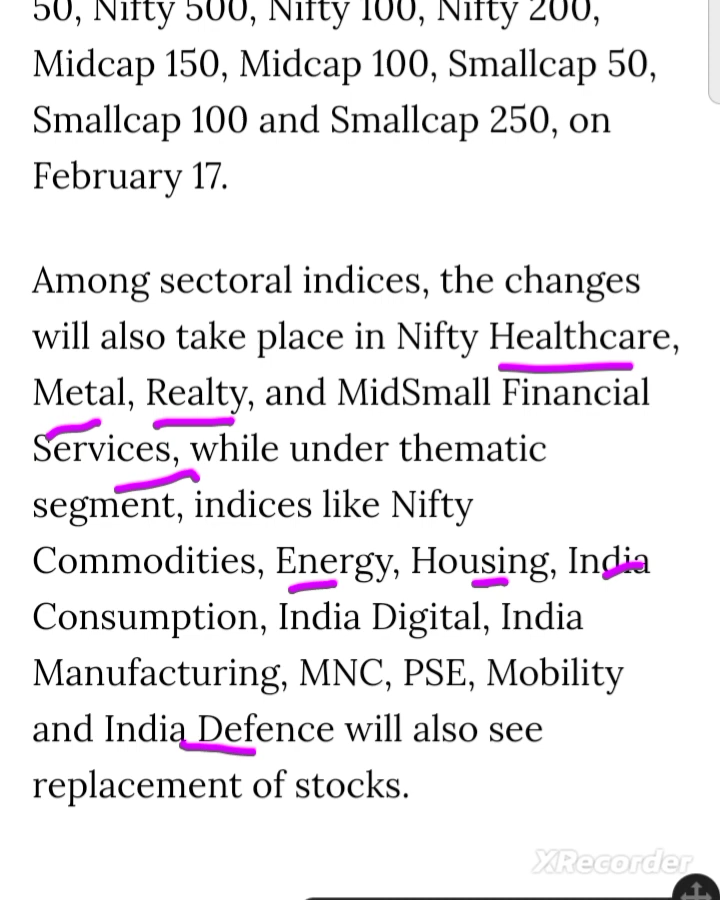 50, Nifty 500, Nifty 100, Nifty 200,
Midcap 150, Midcap 100, Smallcap 50,
Smallcap 100 and Smallcap 250, on
February 17.
Among sectoral indices, the changes
will also take place in Nifty Healthcare,
Metal, Realty, and MidSmall Financial
Services, while under thematic
segment, indices like Nifty
Commodities, Energy, Housing, India
Consumption, India Digital, India
Manufacturing, MNC, PSE, Mobility
and India Defence will also see
replacement of stocks.
XRecorder